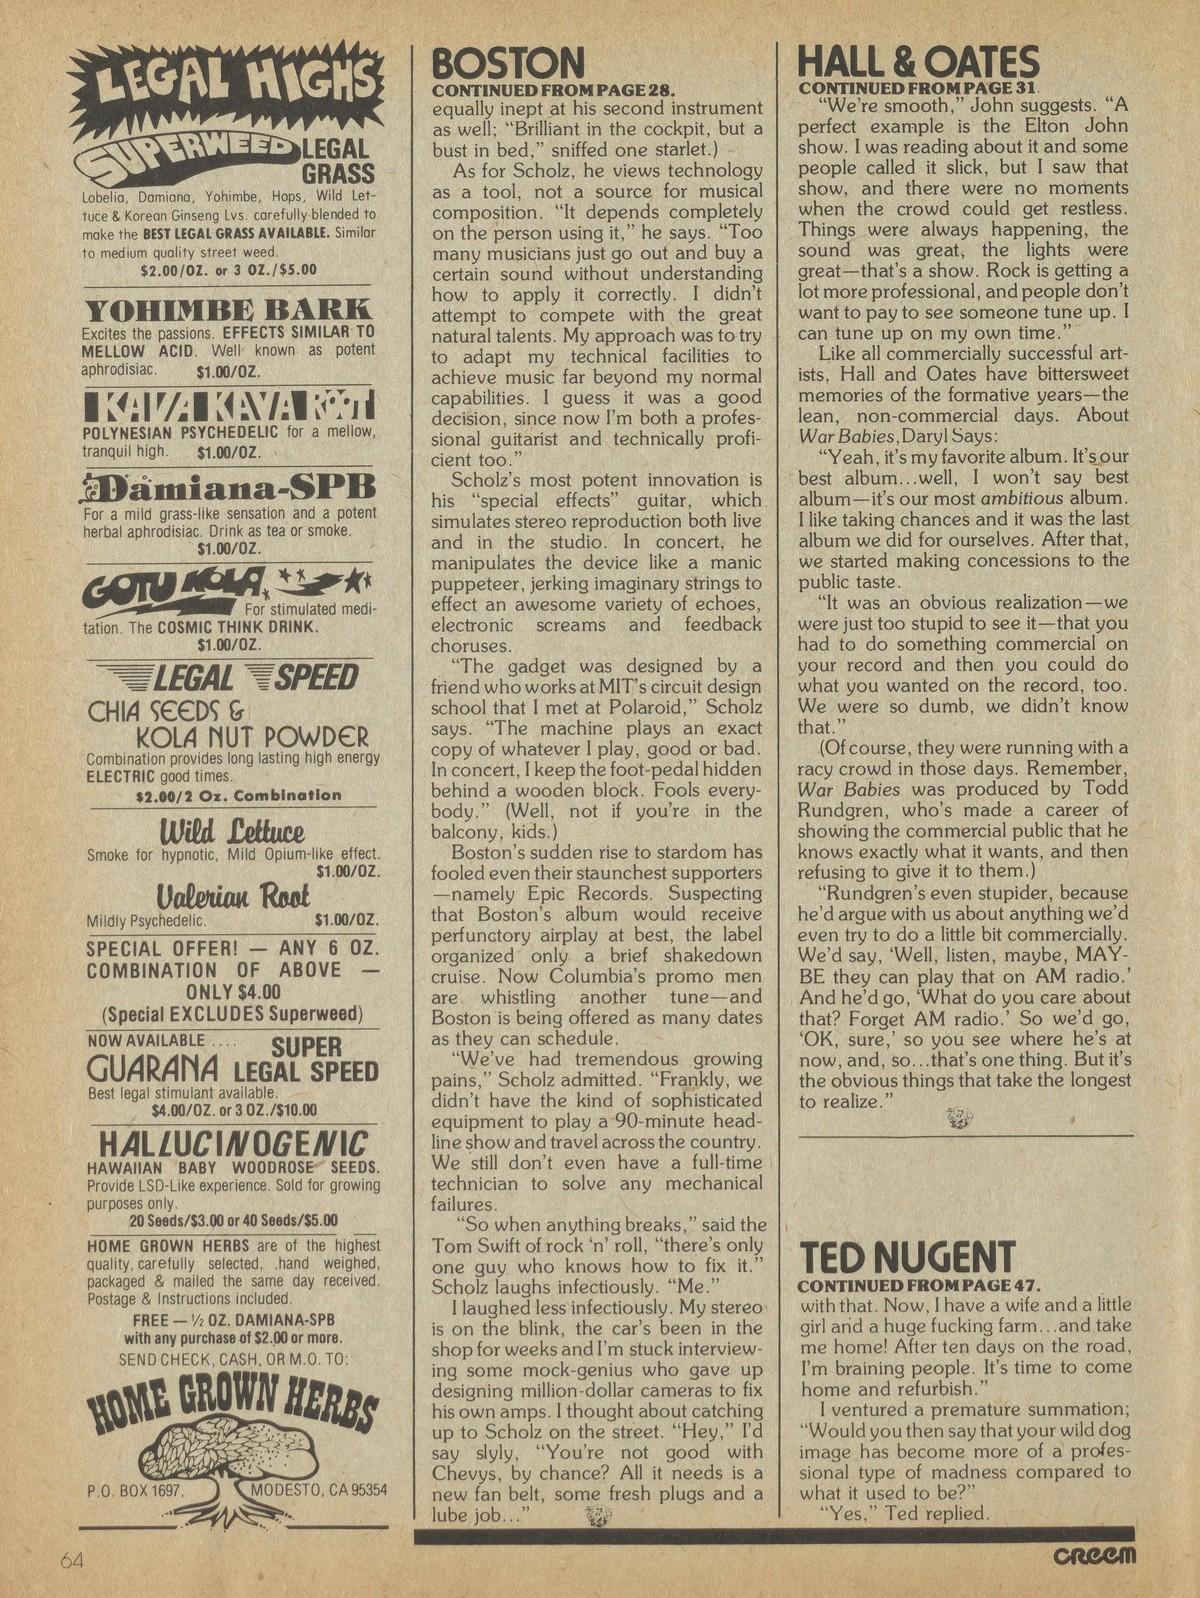 LEGAL HIGHS
SUPERWEED LEGAL
GRASS
Lobelia, Damiana, Yohimbe, Hops, Wild Let-
tuce & Korean Ginseng Lvs. carefully blended to
make the BEST LEGAL GRASS AVAILABLE. Similar
to medium quality street weed.
$2.00/OZ. or 3 OZ./$5.00
YOHIMBE BARK
Excites the passions. EFFECTS SIMILAR TO
MELLOW ACID. Well known as potent
aphrodisiac. $1.00/OZ.
KAVA KAVA ROOT
POLYNESIAN PSYCHEDELIC for a mellow,
tranquil high. $1.00/OZ.
Damiana-SPB
For a mild grass-like sensation and a potent
herbal aphrodisiac. Drink as tea or smoke.
$1.00/OZ.
GOTU KOLA
For stimulated medi-
tation. The COSMIC THINK DRINK.
$1.00/OZ.
LEGAL SPEED
CHIA SEEDS &
KOLA NUT POWDER
Combination provides long lasting high energy
ELECTRIC good times.
$2.00/2 Oz. Combination
Wild Lettuce
Smoke for hypnotic, Mild Opium-like effect.
$1.00/OZ.
Valerian Root
Mildly Psychedelic. $1.00/OZ.
SPECIAL OFFER! — ANY 6 OZ.
COMBINATION OF ABOVE —
ONLY $4.00
(Special EXCLUDES Superweed)
NOW AVAILABLE .... SUPER
GUARANA LEGAL SPEED
Best legal stimulant available.
$4.00/OZ. or 3 OZ./$10.00
HALLUCINOGENIC
HAWAIIAN BABY WOODROSE SEEDS.
Provide LSD-Like experience. Sold for growing
purposes only.
20 Seeds/$3.00 or 40 Seeds/$5.00
HOME GROWN HERBS are of the highest
quality, carefully selected, .hand weighed,
packaged & mailed the same day received.
Postage & Instructions included.
FREE — ½ OZ. DAMIANA-SPB
with any purchase of $2.00 or more.
SEND CHECK, CASH, OR M.O. TO:
HOME GROWN HERBS
P.O. BOX 1697, MODESTO, CA 95354
64
BOSTON
CONTINUED FROM PAGE 28.
equally inept at his second instrument
as well; “Brilliant in the cockpit, but a
bust in bed,” sniffed one starlet.)
As for Scholz, he views technology
as a tool, not a source for musical
composition. “It depends completely
on the person using it,” he says. “Too
many musicians just go out and buy a
certain sound without understanding
how to apply it correctly. I didn’t
attempt to compete with the great
natural talents. My approach was to try
to adapt my technical facilities to
achieve music far beyond my normal
capabilities. I guess it was a good
decision, since now I’m both a profes-
sional guitarist and technically profi-
cient too.”
Scholz’s most potent innovation is
his “special effects” guitar, which
simulates stereo reproduction both live
and in the studio. In concert, he
manipulates the device like a manic
puppeteer, jerking imaginary strings to
effect an awesome variety of echoes,
electronic screams and feedback
choruses.
“The gadget was designed by a
friend who works at MIT’s circuit design
school that I met at Polaroid,” Scholz
says. “The machine plays an exact
copy of whatever I play, good or bad.
In concert, I keep the foot-pedal hidden
behind a wooden block. Fools every-
body.” (Well, not if you’re in the
balcony, kids.)
Boston’s sudden rise to stardom has
fooled even their staunchest supporters
—namely Epic Records. Suspecting
that Boston’s album would receive
perfunctory airplay at best, the label
organized only a brief shakedown
cruise. Now Columbia’s promo men
are whistling another tune—and
Boston is being offered as many dates
as they can schedule.
“We’ve had tremendous growing
pains,” Scholz admitted. “Frankly, we
didn’t have the kind of sophisticated
equipment to play a 90-minute head-
line show and travel across the country.
We still don’t even have a full-time
technician to solve any mechanical
failures.
“So when anything breaks,” said the
Tom Swift of rock ‘n’ roll, “there’s only
one guy who knows how to fix it.”
Scholz laughs infectiously. “Me.”
I laughed less infectiously. My stereo
is on the blink, the car’s been in the
shop for weeks and I’m stuck interview-
ing some mock-genius who gave up
designing million-dollar cameras to fix
his own amps. I thought about catching
up to Scholz on the street. “Hey,” I’d
say slyly, “You’re not good with
Chevys, by chance? All it needs is a
new fan belt, some fresh plugs and a
lube job...”
HALL & OATES
CONTINUED FROM PAGE 31.
“We’re smooth,” John suggests. “A
perfect example is the Elton John
show. I was reading about it and some
people called it slick, but I saw that
show, and there were no moments
when the crowd could get restless.
Things were always happening, the
sound was great, the lights were
great—that’s a show. Rock is getting a
lot more professional, and people don’t
want to pay to see someone tune up. I
can tune up on my own time.”
Like all commercially successful art-
ists, Hall and Oates have bittersweet
memories of the formative years—the
lean, non-commercial days. About
War Babies, Daryl Says:
“Yeah, it’s my favorite album. It’s our
best album...well, I won’t say best
album—it’s our most ambitious album.
I like taking chances and it was the last
album we did for ourselves. After that,
we started making concessions to the
public taste.
“It was an obvious realization—we
were just too stupid to see it—that you
had to do something commercial on
your record and then you could do
what you wanted on the record, too.
We were so dumb, we didn’t know
that.”
(Of course, they were running with a
racy crowd in those days. Remember,
War Babies was produced by Todd
Rundgren, who’s made a career of
showing the commercial public that he
knows exactly what it wants, and then
refusing to give it to them.)
“Rundgren’s even stupider, because
he’d argue with us about anything we’d
even try to do a little bit commercially.
We’d say, ‘Well, listen, maybe, MAY-
BE they can play that on AM radio.’
And he’d go, ‘What do you care about
that? Forget AM radio.’ So we’d go,
‘OK, sure,’ so you see where he’s at
now, and, so...that’s one thing. But it’s
the obvious things that take the longest
to realize.”
TED NUGENT
CONTINUED FROM PAGE 47.
with that. Now, I have a wife and a little
girl and a huge fucking farm...and take
me home! After ten days on the road,
I’m braining people. It’s time to come
home and refurbish.”
I ventured a premature summation;
“Would you then say that your wild dog
image has become more of a profes-
sional type of madness compared to
what it used to be?”
“Yes,” Ted replied.
CREEM